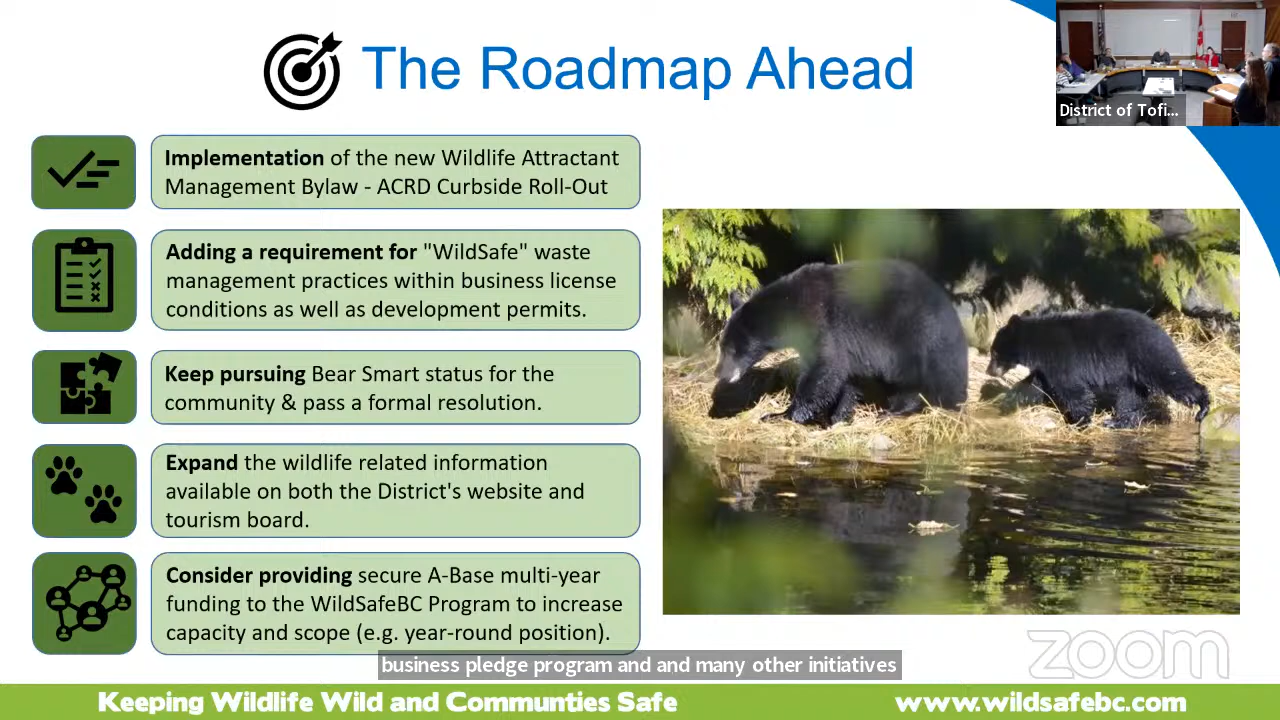 The Roadmap Ahead
District of Tofi...
Implementation of the new Wildlife Attractant
Management Bylaw - ACRD Curbside Roll-Out
Adding a requirement for "WildSafe" waste
management practices within business license
conditions as well as development permits.
Keep pursuing Bear Smart status for the
community & pass a formal resolution.
Expand the wildlife related information
available on both the District's website and
tourism board.
Consider providing secure A-Base multi-year
funding to the WildSafeBC Program to increase
capacity and scope (e.g. year-round position).
business pledge program and and many other initiatives
zoom
Keeping Wildlife Wild and Communties Safe
www.wildsafebc.com